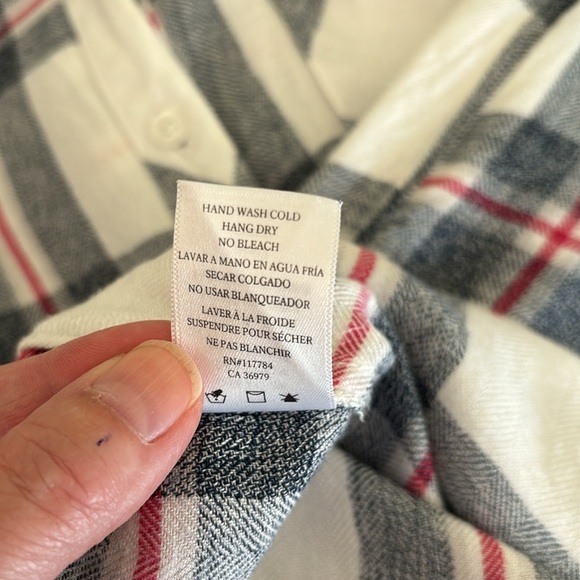 HAND WASH COLD
HANG DRY
NO BLEACH
LAVAR A MANO EN AGUA FRÍA
SECAR COLGADO
NO USAR BLANQUEADOR
LAVER À LA FROIDE
SUSPENDRE POUR SÉCHER
NE PAS BLANCHIR
RN#117784
CA 36979